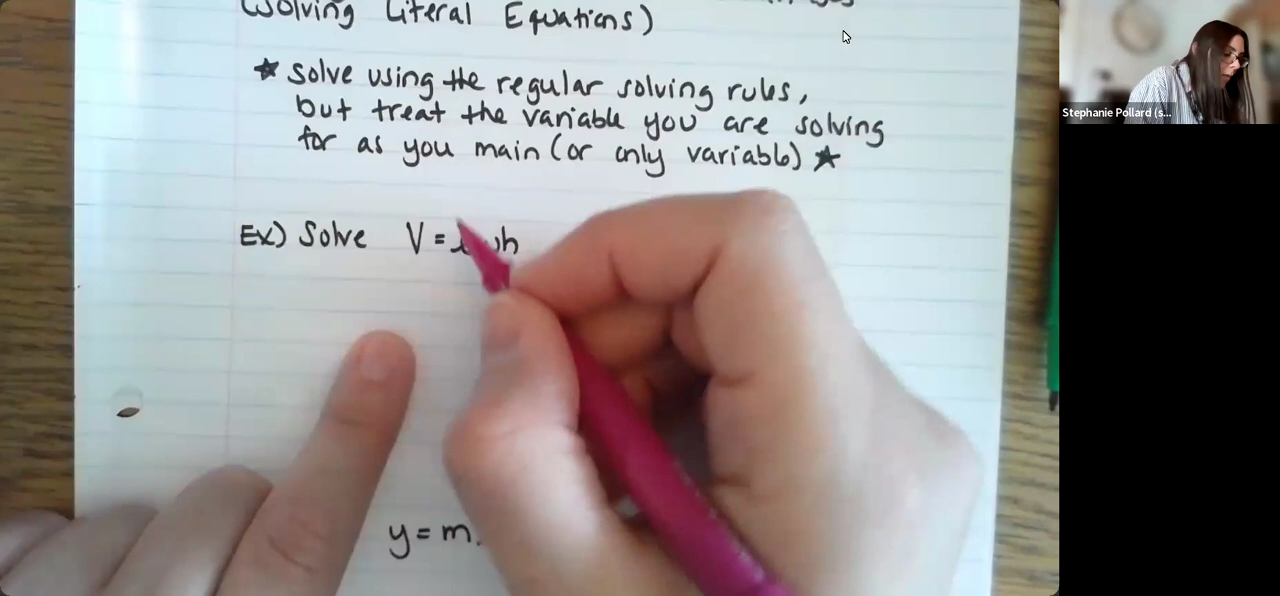 (Solving Literal Equations)
★ Solve using the regular solving rules,
but treat the variable you are solving
for as you main (or only variable) ★
Ex) Solve V = lwh
y = m
Stephanie Pollard (s...